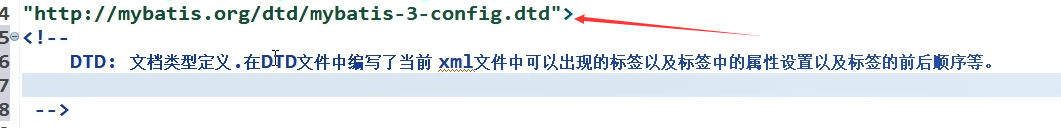 4 "http://mybatis.org/dtd/mybatis-3-config.dtd">
5 <!--
6 DTD: 文档类型定义.在DTD文件中编写了当前 xml文件中可以出现的标签以及标签中的属性设置以及标签的前后顺序等。
7
8 -->